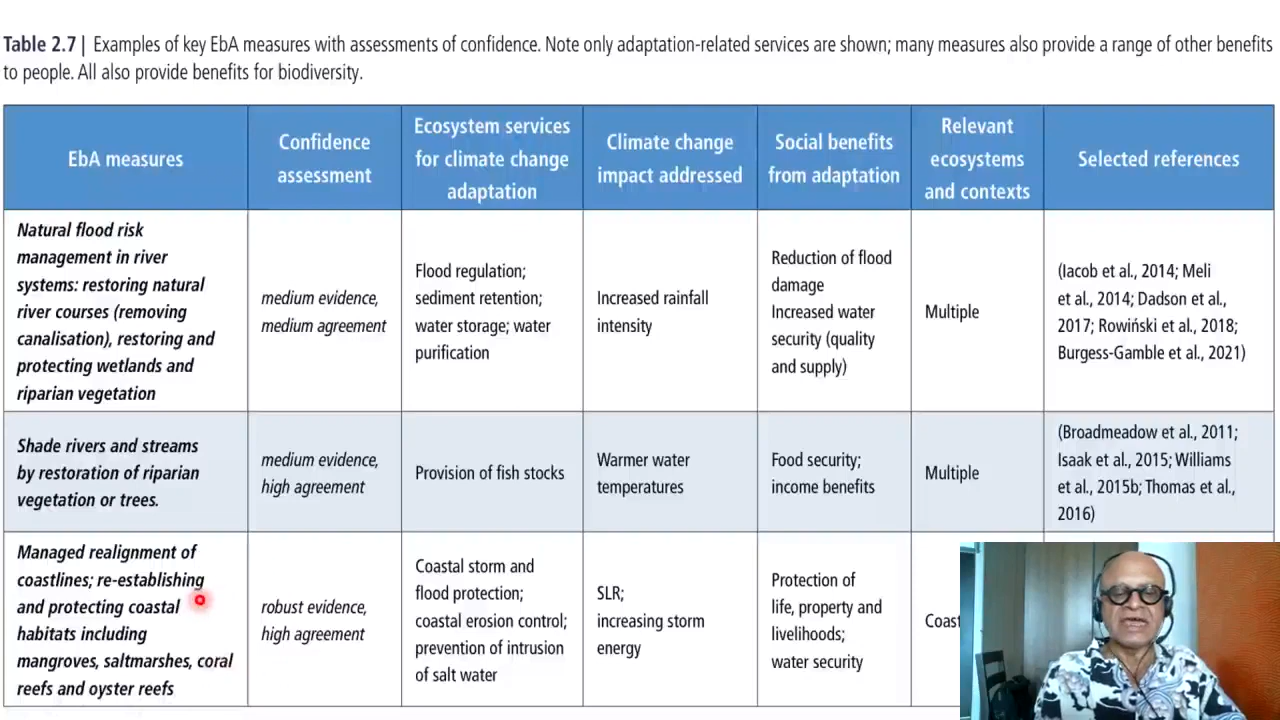 Table 2.7 | Examples of key EbA measures with assessments of confidence. Note only adaptation-related services are shown; many measures also provide a range of other benefits
to people. All also provide benefits for biodiversity.
EbA measures
Confidence
assessment
Ecosystem services
for climate change
adaptation
Climate change
impact addressed
Social benefits
from adaptation
Relevant
ecosystems
and contexts
Selected references
Natural flood risk
management in river
systems: restoring natural
river courses (removing
canalisation), restoring and
protecting wetlands and
riparian vegetation
medium evidence,
medium agreement
Flood regulation;
sediment retention;
water storage; water
purification
Increased rainfall
intensity
Reduction of flood
damage
Increased water
security (quality
and supply)
Multiple
(Iacob et al., 2014; Meli
et al., 2014; Dadson et al.,
2017; Rowiński et al., 2018;
Burgess-Gamble et al., 2021)
Shade rivers and streams
by restoration of riparian
vegetation or trees.
medium evidence,
high agreement
Provision of fish stocks
Warmer water
temperatures
Food security;
income benefits
Multiple
(Broadmeadow et al., 2011;
Isaak et al., 2015; Williams
et al., 2015b; Thomas et al.,
2016)
Managed realignment of
coastlines; re-establishing
and protecting coastal
habitats including
mangroves, saltmarshes, coral
reefs and oyster reefs
robust evidence,
high agreement
Coastal storm and
flood protection;
coastal erosion control;
prevention of intrusion
of salt water
SLR;
increasing storm
energy
Protection of
life, property and
livelihoods;
water security
Coast